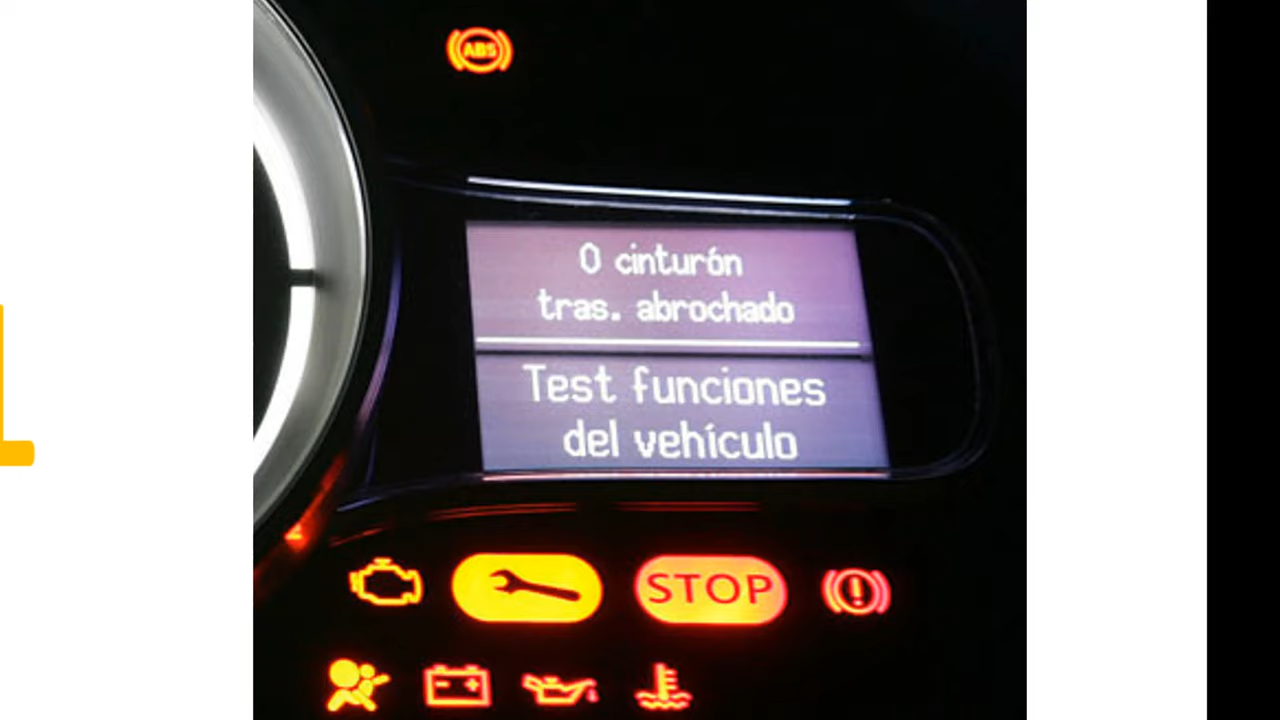 ABS
0 cinturón
tras. abrochado
Test funciones
del vehículo
STOP